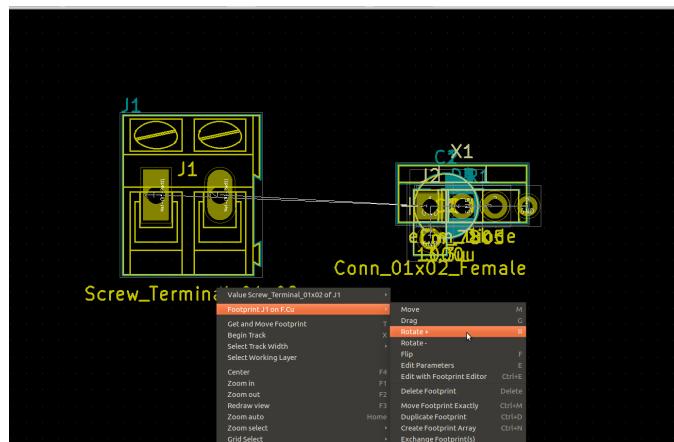 J1
X1
J1
Conn_01x02_Female
Screw_Termina
Value Screw_Terminal_01x02 of J1
Footprint J1 on F.Cu
Get and Move Footprint T
Begin Track X
Select Track Width
Select Working Layer
Center F4
Zoom in F1
Zoom out F2
Redraw view F3
Zoom auto Home
Zoom select
Grid Select
Move M
Drag G
Rotate + R
Rotate -
Flip F
Edit Parameters E
Edit with Footprint Editor Ctrl+E
Delete Footprint Delete
Move Footprint Exactly Ctrl+M
Duplicate Footprint Ctrl+D
Create Footprint Array Ctrl+N
Exchange Footprint(s)